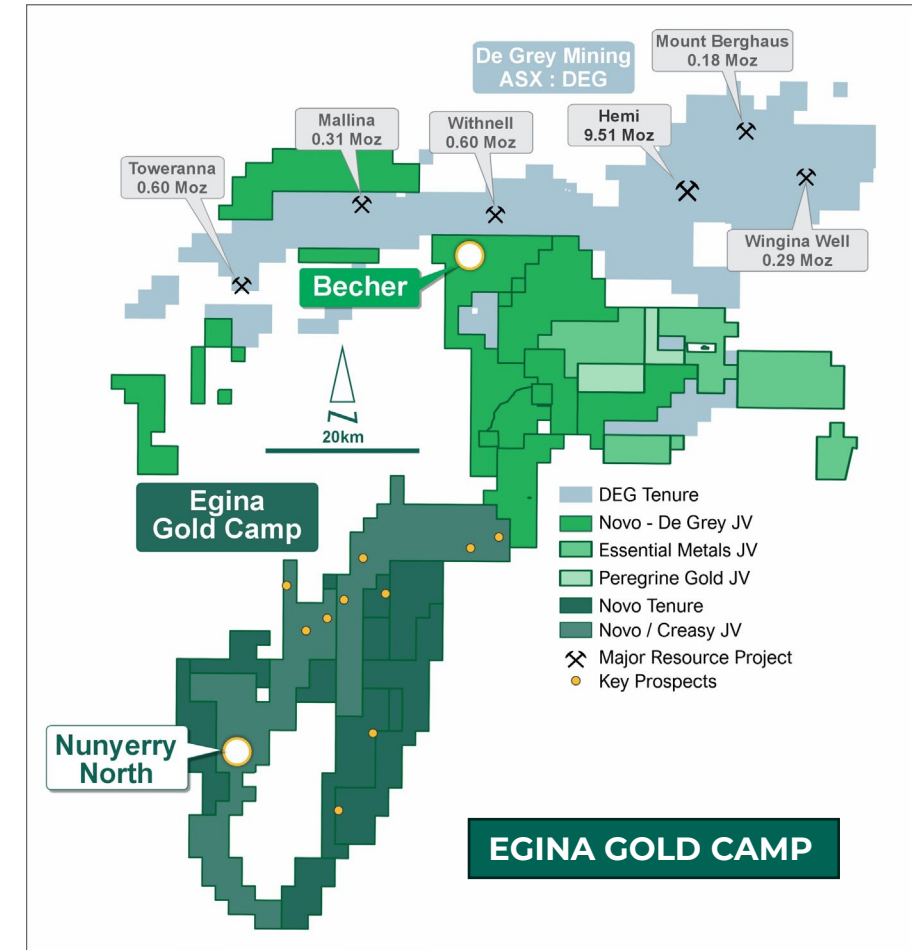 De Grey Mining
ASX : DEG
Mount Berghaus
0.18 Moz
Hemi
9.51 Moz
Mallina
0.31 Moz
Withnell
0.60 Moz
Toweranna
0.60 Moz
Wingina Well
0.29 Moz
Becher
20km
Egina
Gold Camp
DEG Tenure
Novo - De Grey JV
Essential Metals JV
Peregrine Gold JV
Novo Tenure
Novo / Creasy JV
Major Resource Project
Key Prospects
Nunyerry
North
EGINA GOLD CAMP